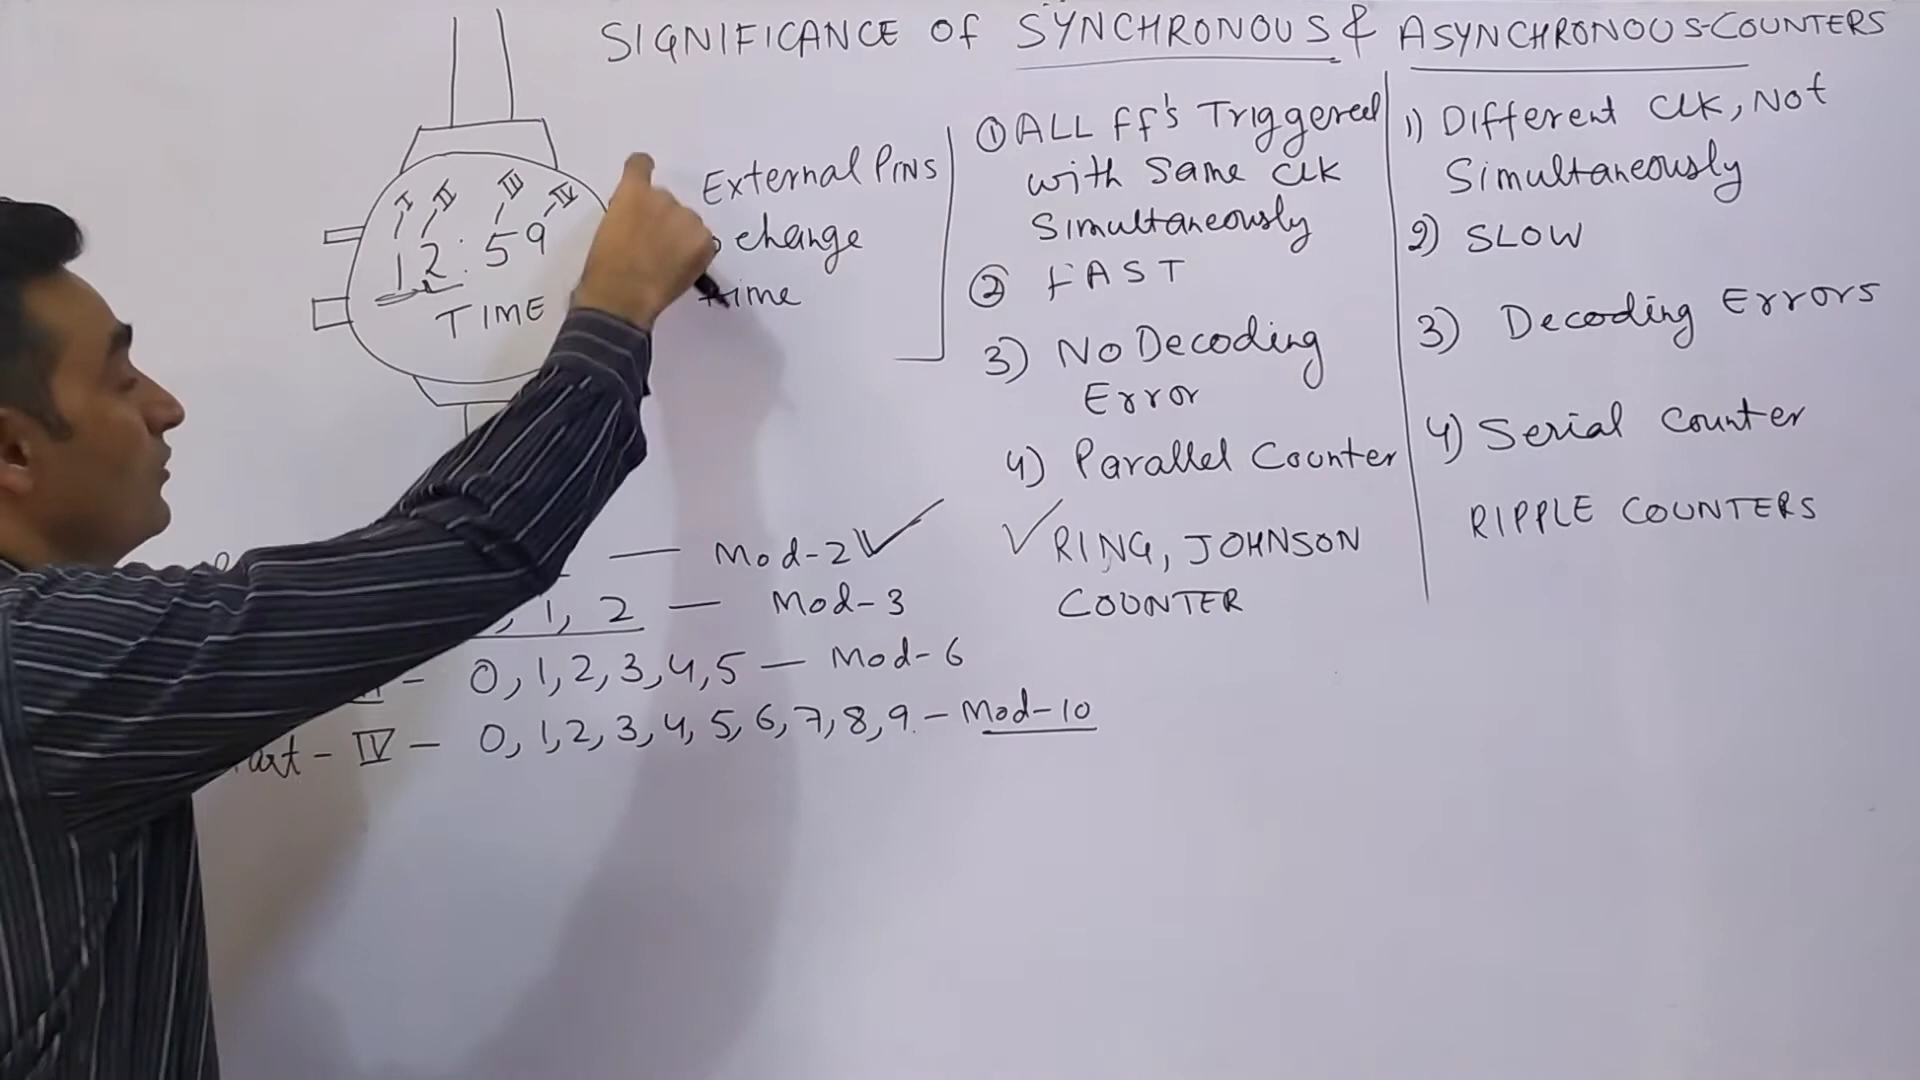 SIGNIFICANCE OF SYNCHRONOUS & ASYNCHRONOUS-COUNTERS
I II III IV
12:59
TIME
External PINS
change
time
① ALL ff's Triggered
with same clk
simultaneously
② FAST
3) No Decoding
Error
4) Parallel Counter
✓ RING, JOHNSON
COUNTER
1) Different clk, Not
simultaneously
2) SLOW
3) Decoding Errors
4) Serial counter
RIPPLE COUNTERS
— Mod-2 ✓
, 1, 2 — Mod-3
- 0, 1, 2, 3, 4, 5 — Mod-6
art - IV - 0, 1, 2, 3, 4, 5, 6, 7, 8, 9 - Mod-10